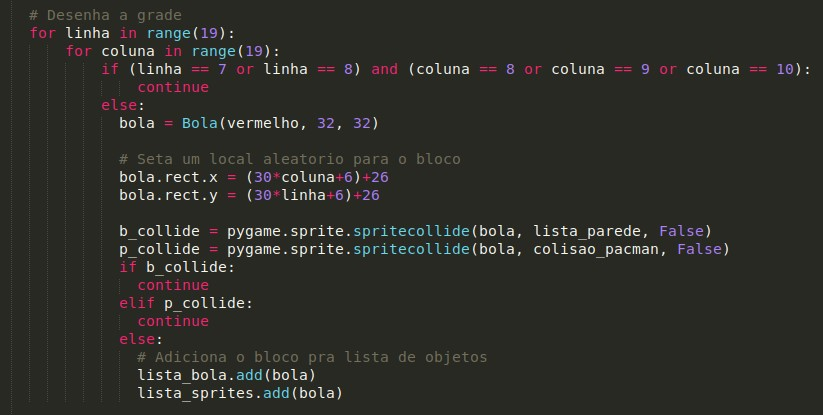 # Desenha a grade
for linha in range(19):
for coluna in range(19):
if (linha == 7 or linha == 8) and (coluna == 8 or coluna == 9 or coluna == 10):
continue
else:
bola = Bola(vermelho, 32, 32)
# Seta um local aleatorio para o bloco
bola.rect.x = (30*coluna+6)+26
bola.rect.y = (30*linha+6)+26
b_collide = pygame.sprite.spritecollide(bola, lista_parede, False)
p_collide = pygame.sprite.spritecollide(bola, colisao_pacman, False)
if b_collide:
continue
elif p_collide:
continue
else:
# Adiciona o bloco pra lista de objetos
lista_bola.add(bola)
lista_sprites.add(bola)